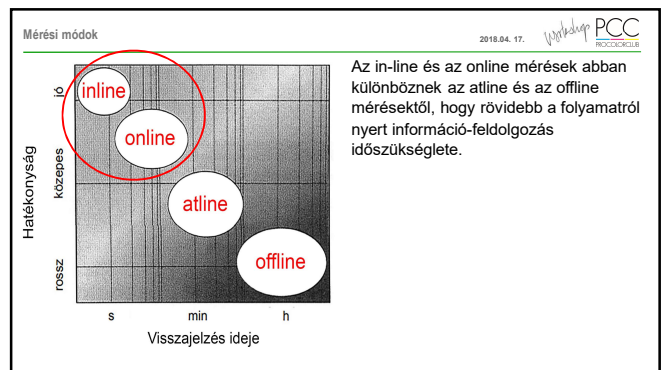 Mérési módok
2018.04. 17.
workshop PCC
PROCOLORCLUB
Az in-line és az online mérések abban
különböznek az atline és az offline
mérésektől, hogy rövidebb a folyamatról
nyert információ-feldolgozás
időszükséglete.
Hatékonyság
jó
közepes
rossz
inline
online
atline
offline
s min h
Visszajelzés ideje